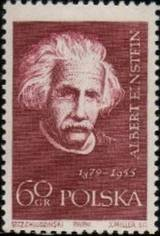 ALBERT EINSTEIN
1879-1955
60 GR POLSKA